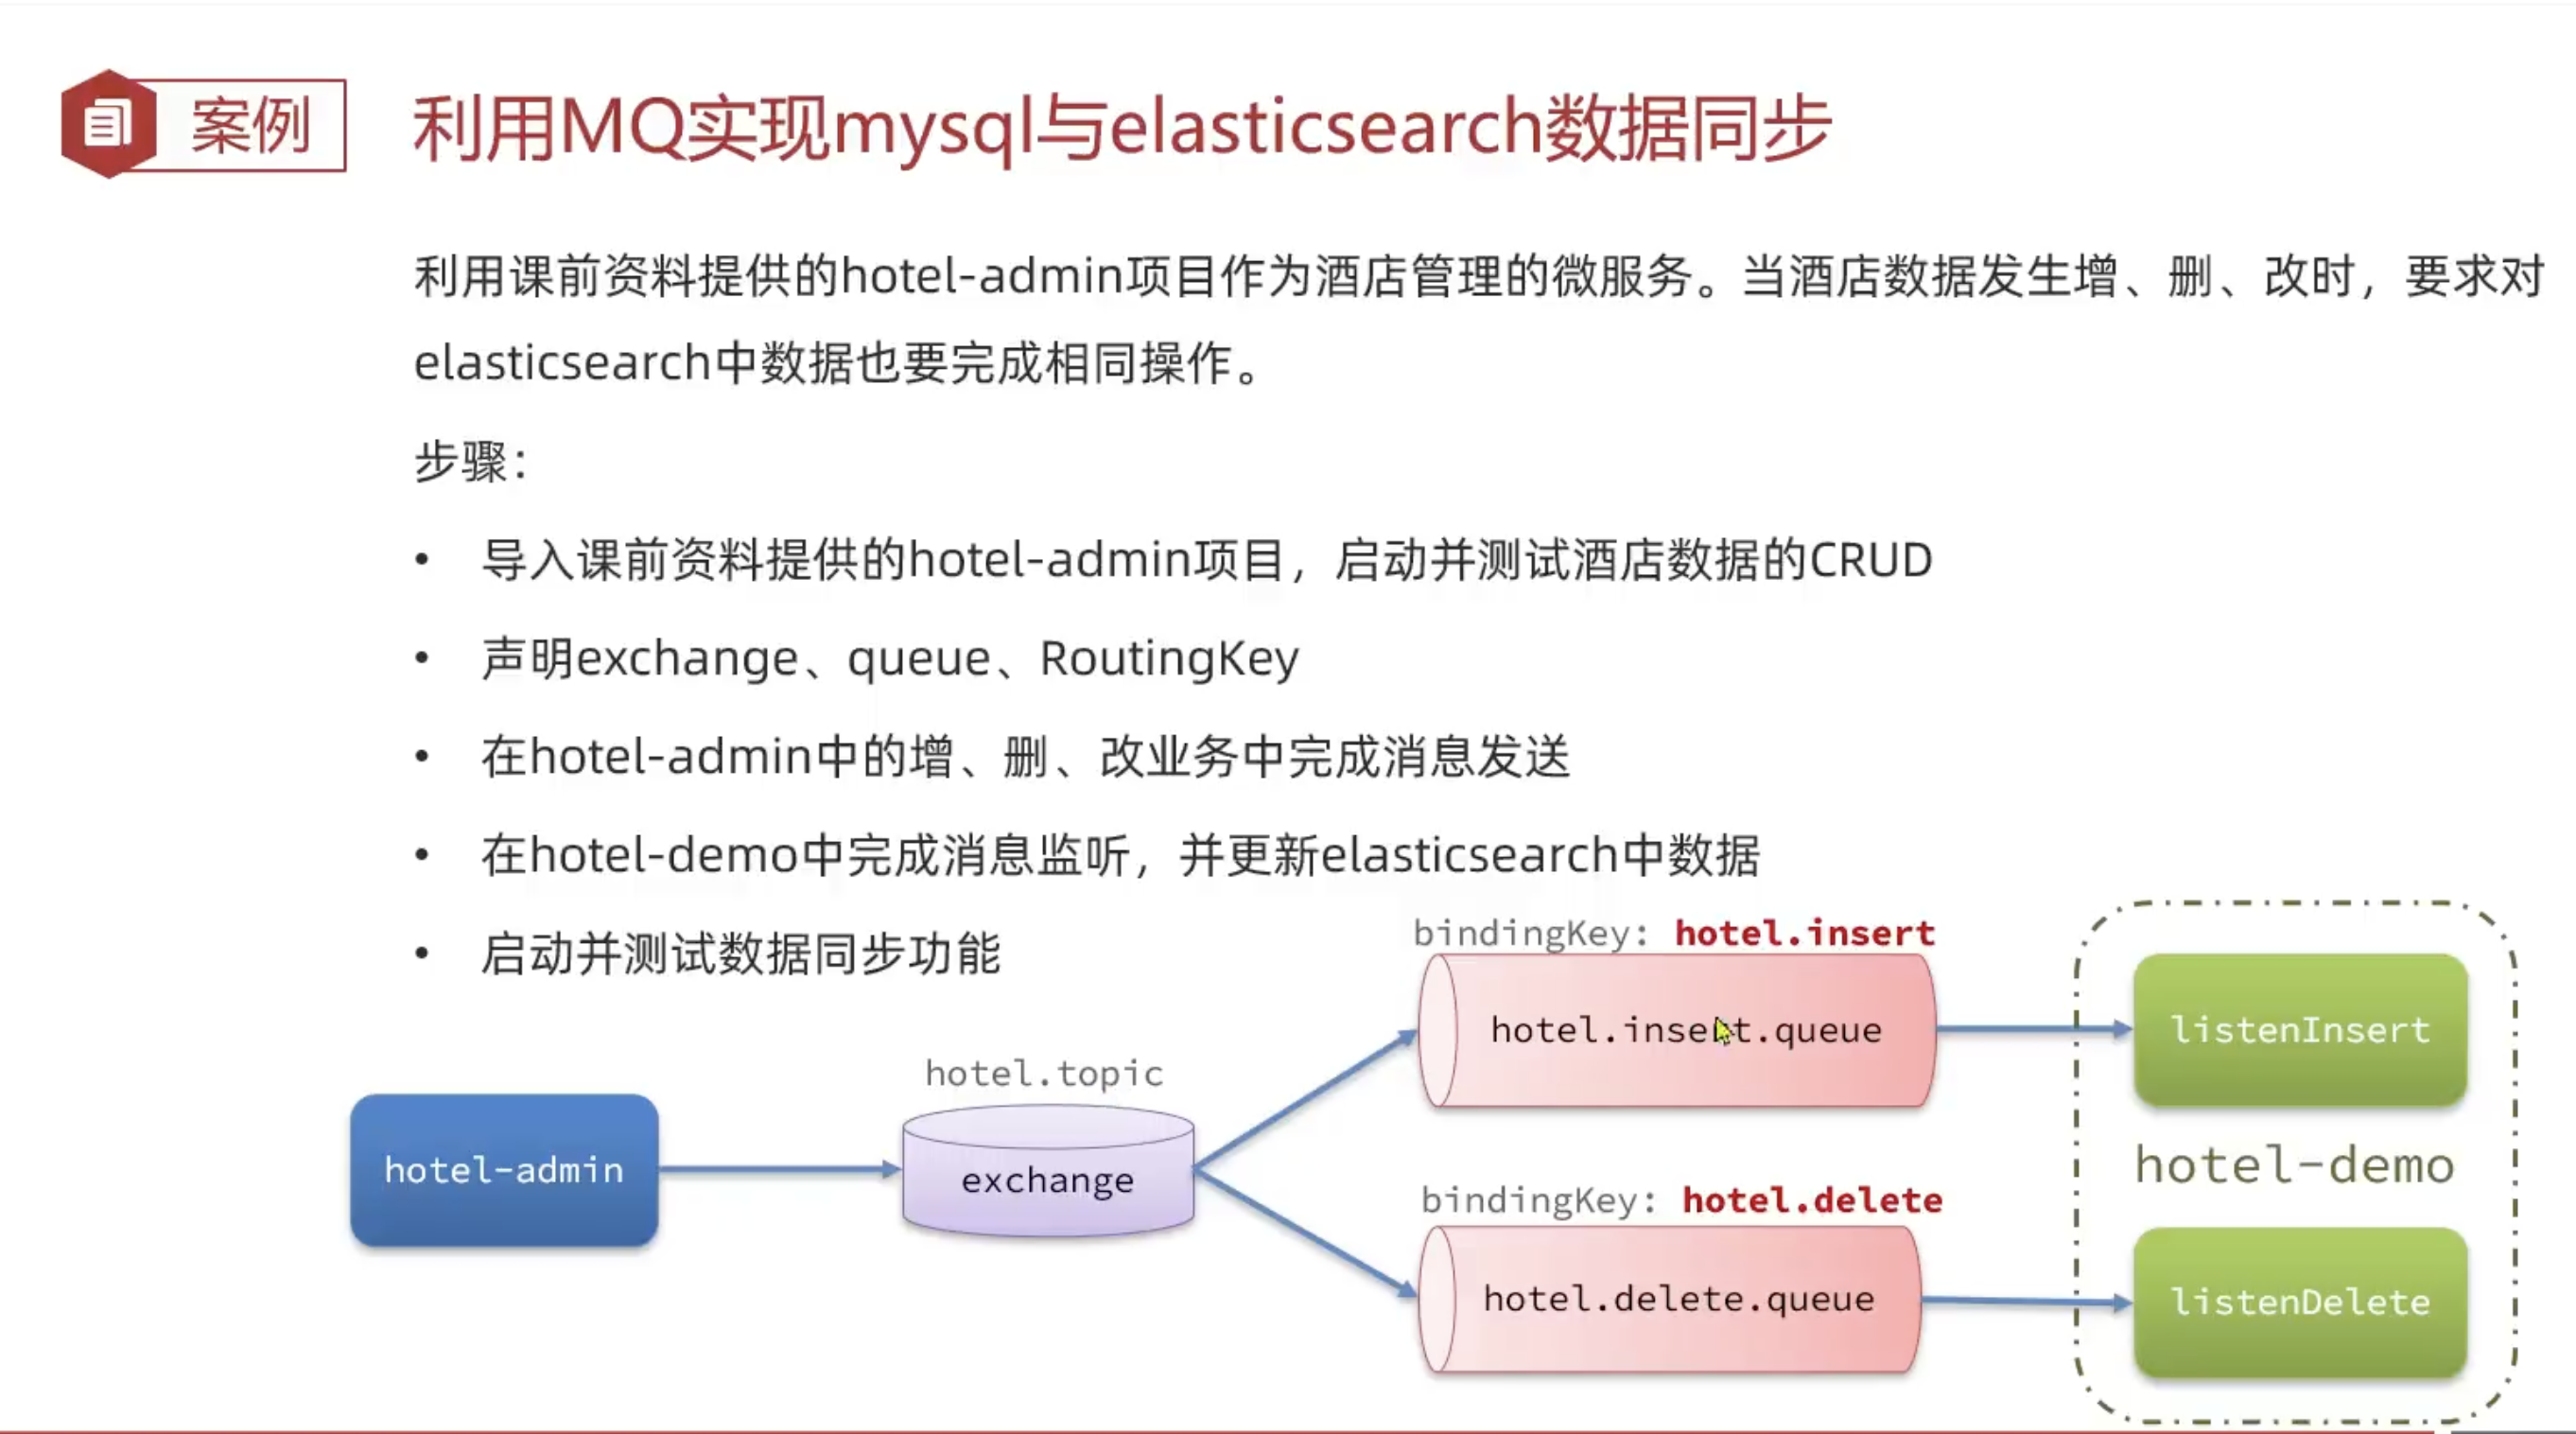 案例
利用MQ实现mysql与elasticsearch数据同步
利用课前资料提供的hotel-admin项目作为酒店管理的微服务。当酒店数据发生增、删、改时，要求对
elasticsearch中数据也要完成相同操作。
步骤：
• 导入课前资料提供的hotel-admin项目，启动并测试酒店数据的CRUD
• 声明exchange、queue、RoutingKey
• 在hotel-admin中的增、删、改业务中完成消息发送
• 在hotel-demo中完成消息监听，并更新elasticsearch中数据
• 启动并测试数据同步功能
hotel-admin
hotel.topic
exchange
bindingKey: hotel.insert
hotel.insert.queue
bindingKey: hotel.delete
hotel.delete.queue
listenInsert
hotel-demo
listenDelete